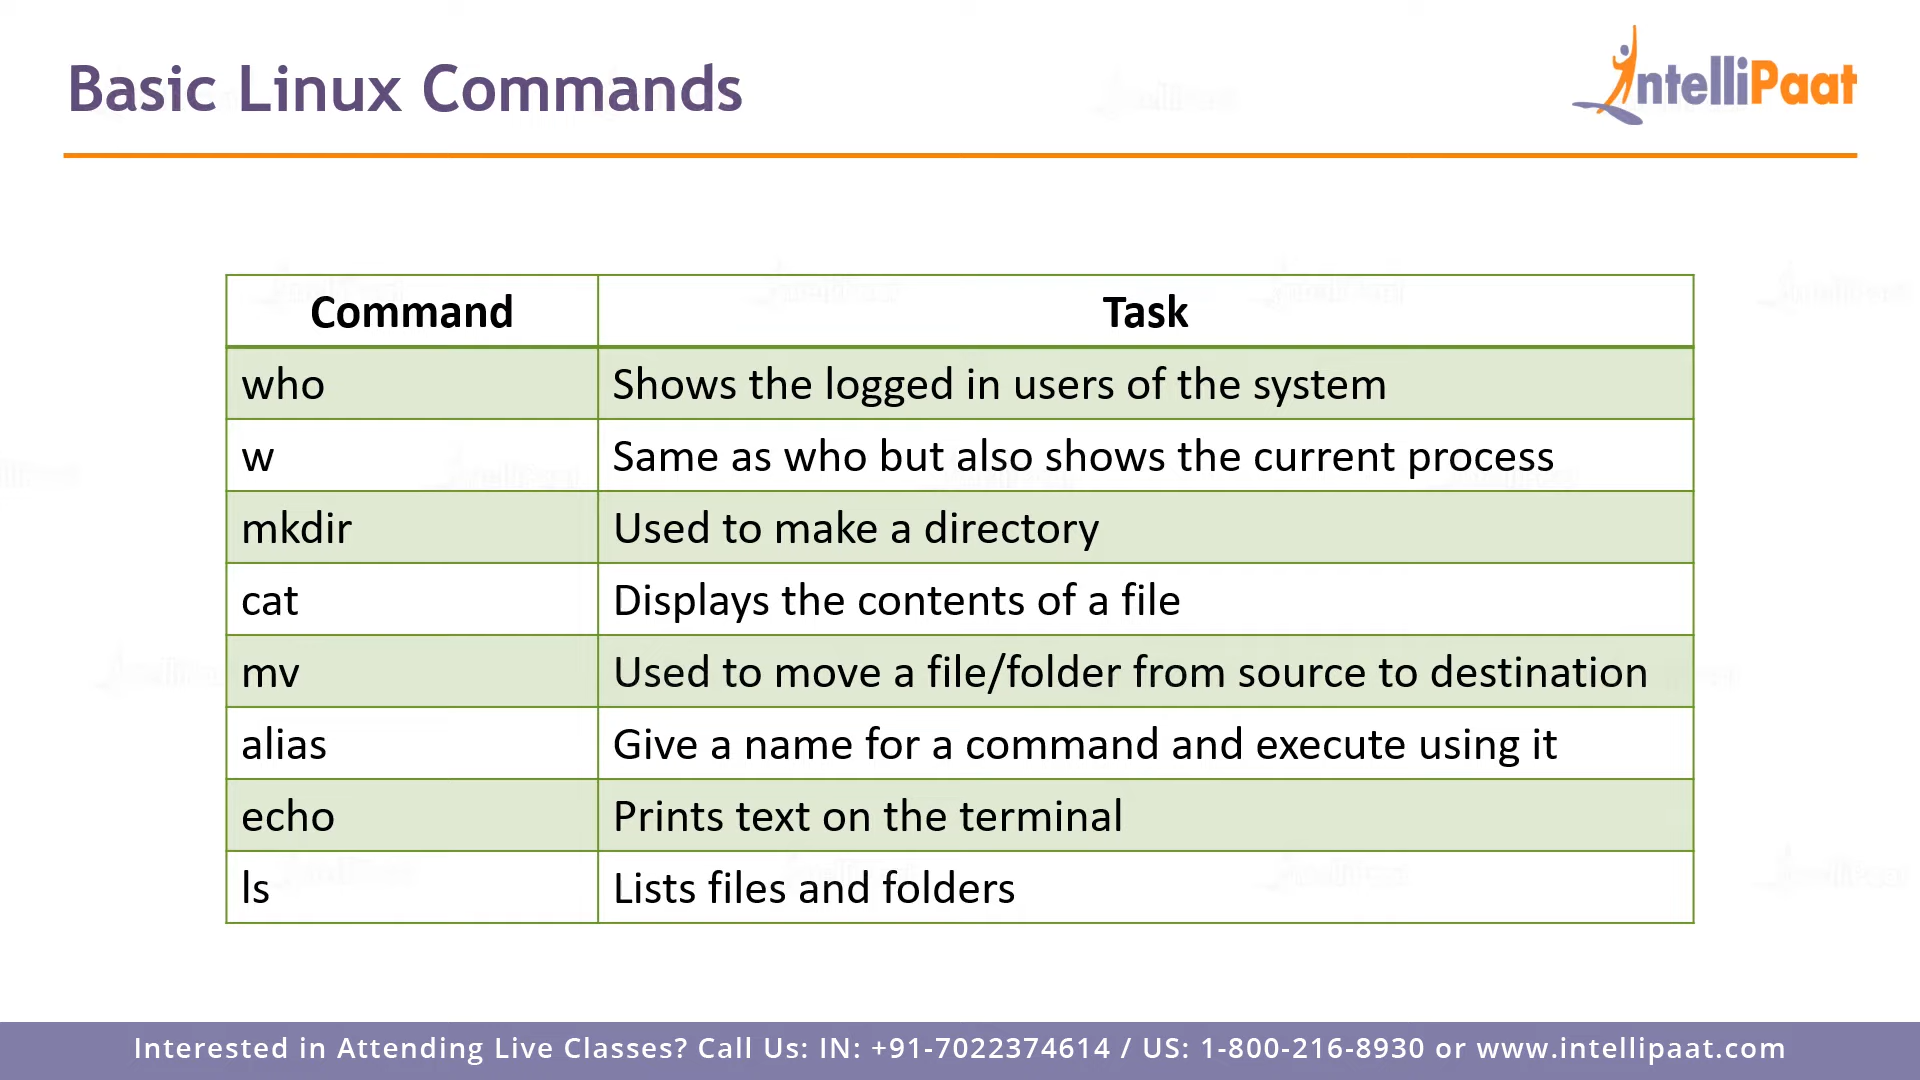 Basic Linux Commands
IntelliPaat
Command Task
who Shows the logged in users of the system
w Same as who but also shows the current process
mkdir Used to make a directory
cat Displays the contents of a file
mv Used to move a file/folder from source to destination
alias Give a name for a command and execute using it
echo Prints text on the terminal
ls Lists files and folders
Interested in Attending Live Classes? Call Us: IN: +91-7022374614 / US: 1-800-216-8930 or www.intellipaat.com